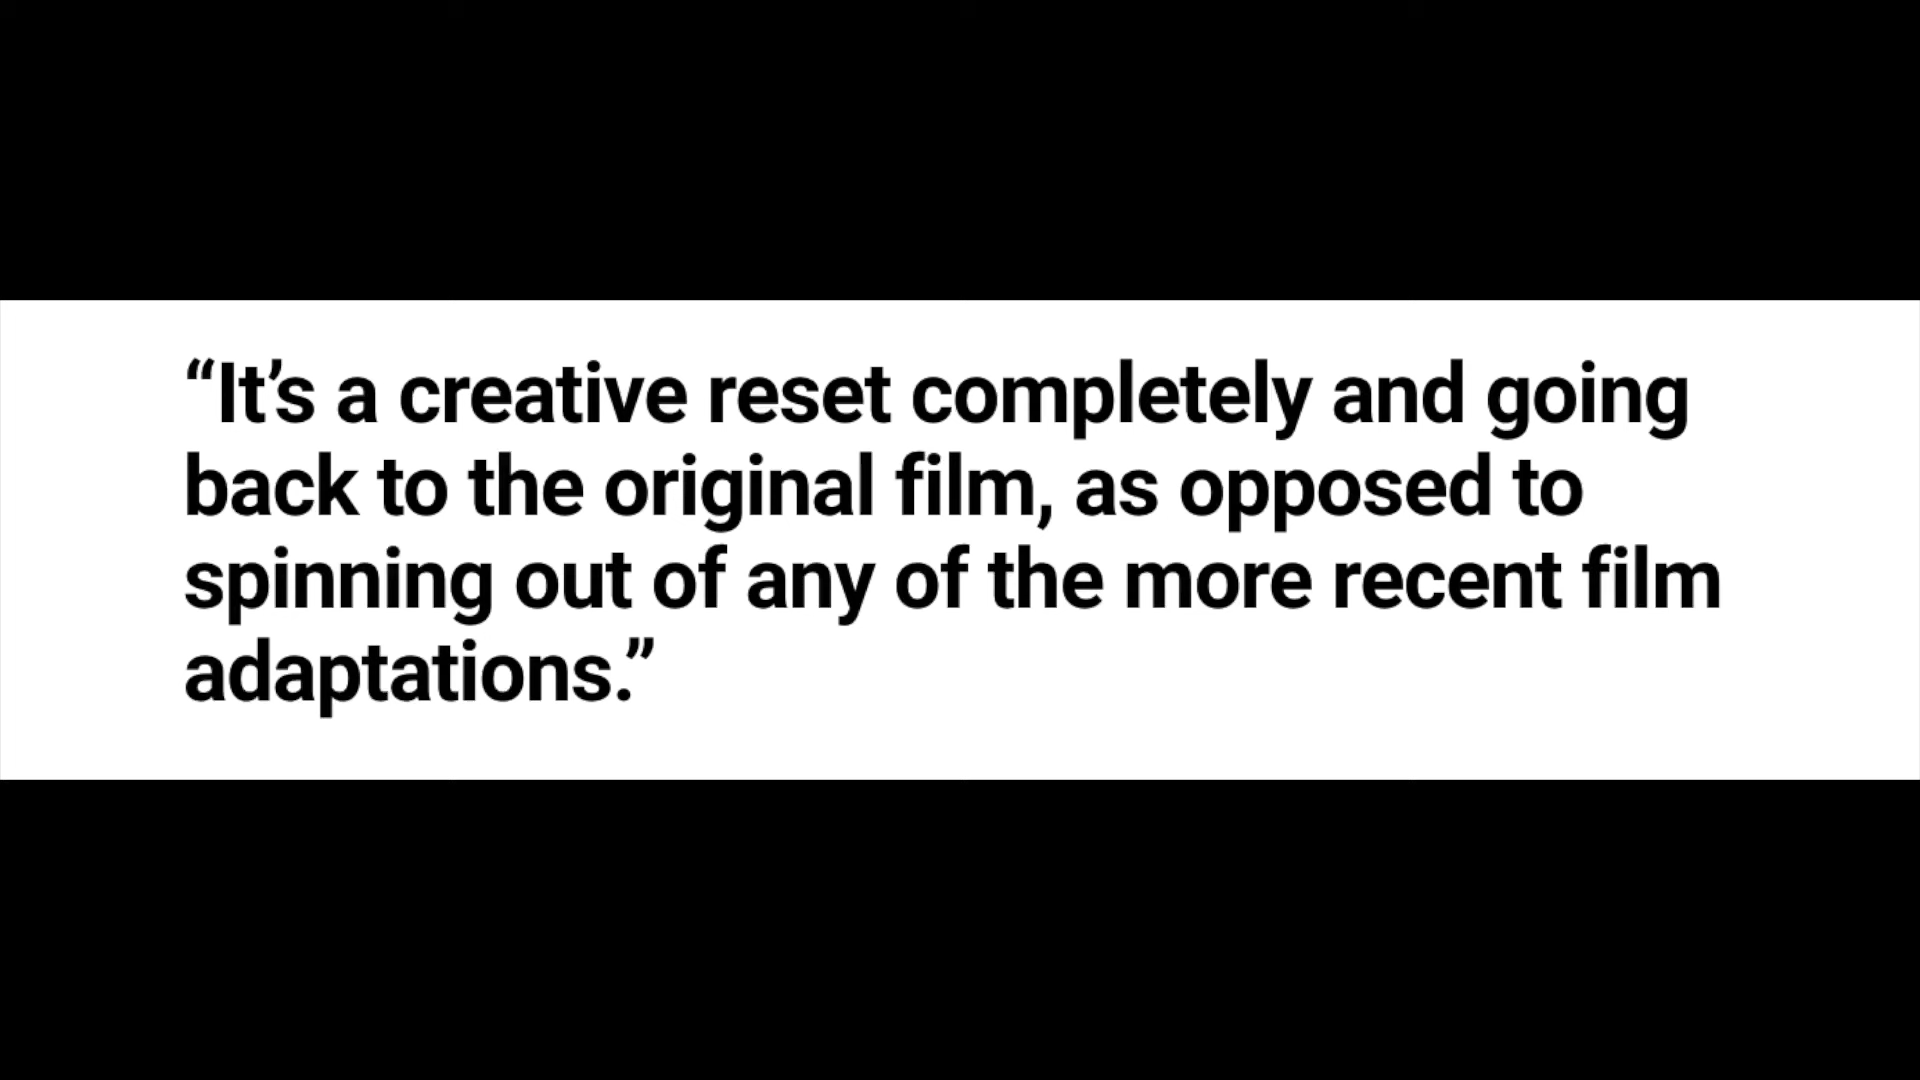 “It’s a creative reset completely and going
back to the original film, as opposed to
spinning out of any of the more recent film
adaptations.”